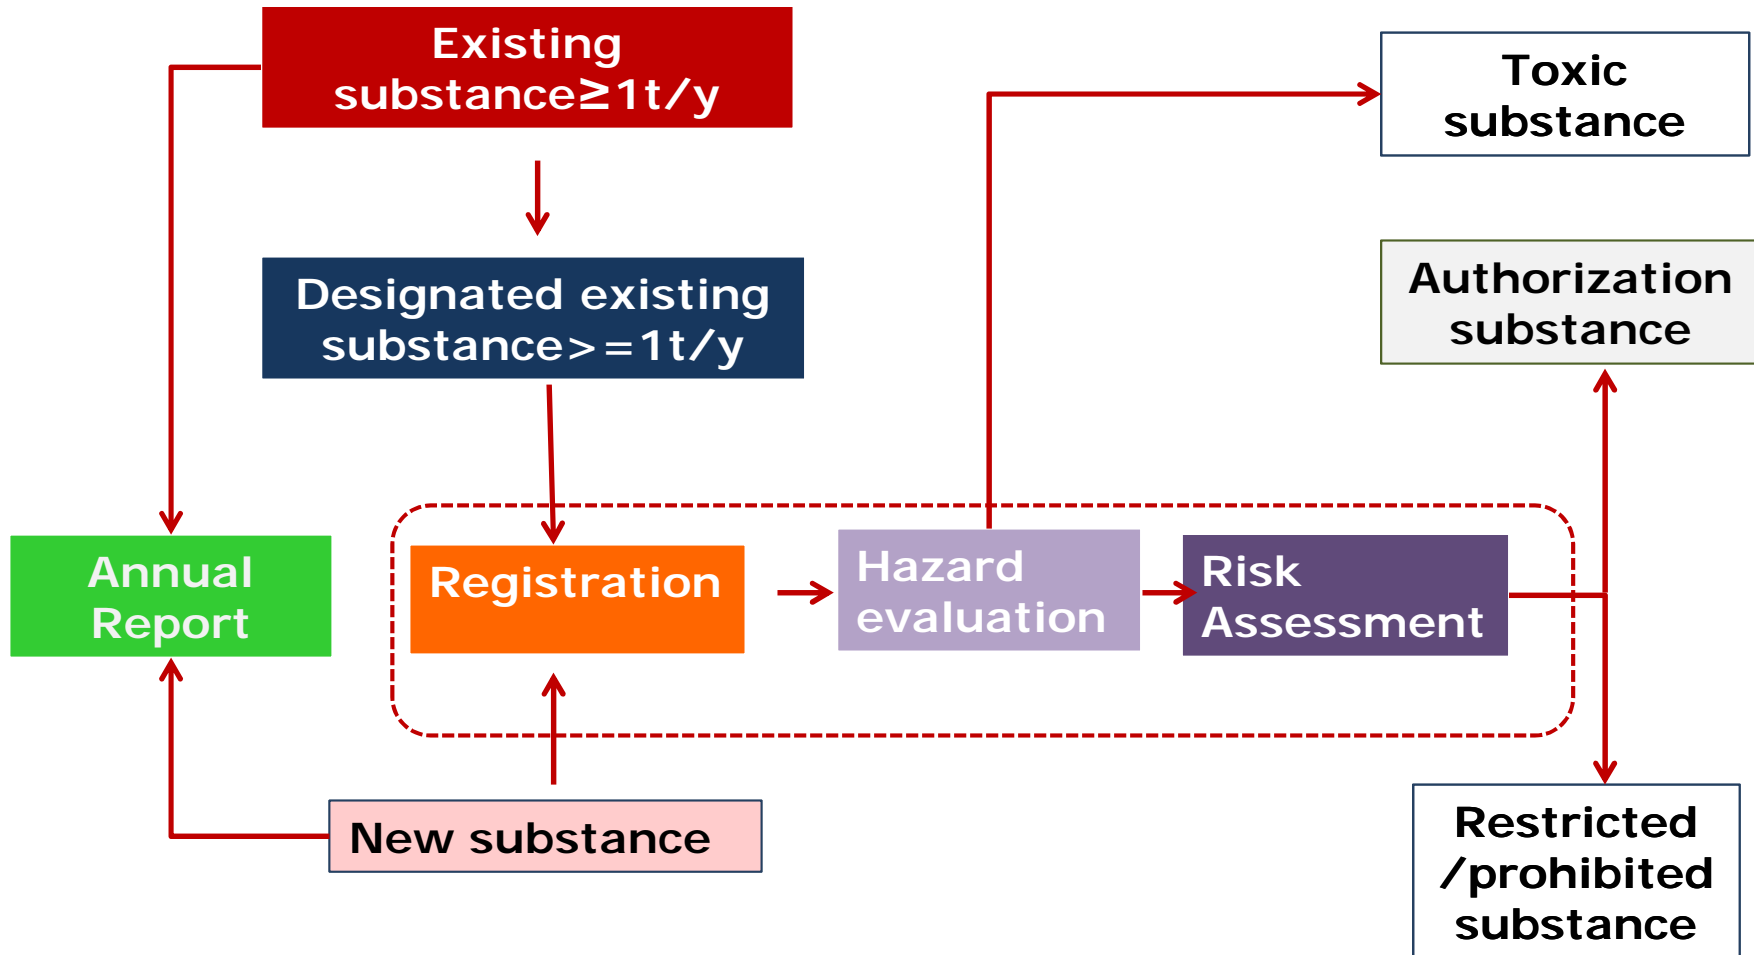 Existing
substance≥1t/y
Toxic
substance
Designated existing
substance>=1t/y
Authorization
substance
Annual
Report
Registration
Hazard
evaluation
Risk
Assessment
New substance
Restricted
/prohibited
substance